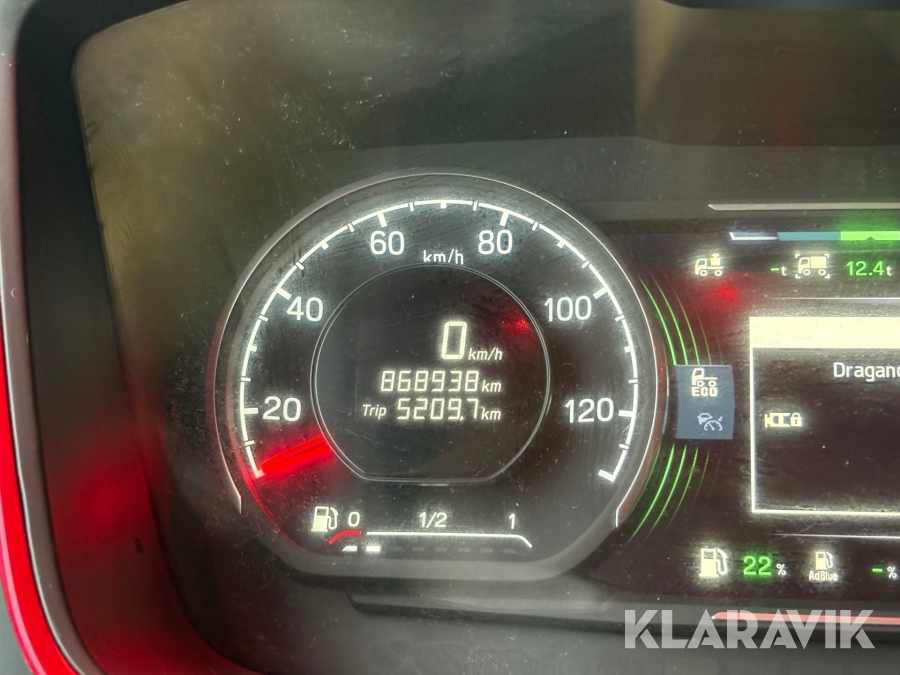 60
80
km/h
40
100
0 km/h
868938 km
Trip 5209.7 km
20
120
0 1/2 1
-t
12.4t
ECO
Dragand
22%
AdBlue
-%
KLARAVIK